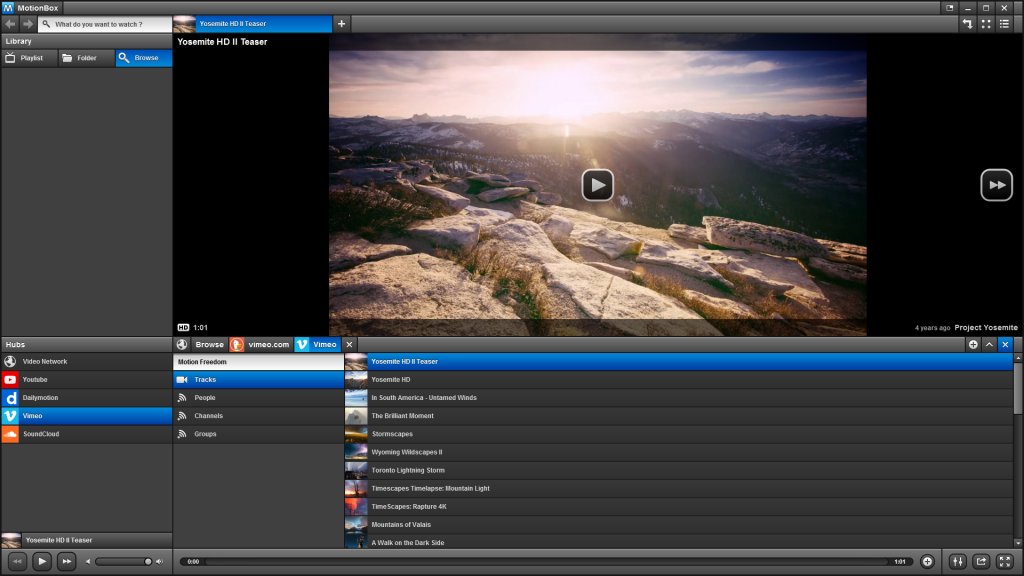 MotionBox
What do you want to watch ?
Yosemite HD II Teaser
Library
Playlist
Folder
Browse
Yosemite HD II Teaser
HD 1:01
4 years ago Project Yosemite
Hubs
Video Network
Youtube
Dailymotion
Vimeo
SoundCloud
Browse
vimeo.com
Vimeo
Motion Freedom
Tracks
People
Channels
Groups
Yosemite HD II Teaser
Yosemite HD
In South America - Untamed Winds
The Brilliant Moment
Stormscapes
Wyoming Wildscapes II
Toronto Lightning Storm
Timescapes Timelapse: Mountain Light
TimeScapes: Rapture 4K
Mountains of Valais
A Walk on the Dark Side
Yosemite HD II Teaser
0:00
1:01